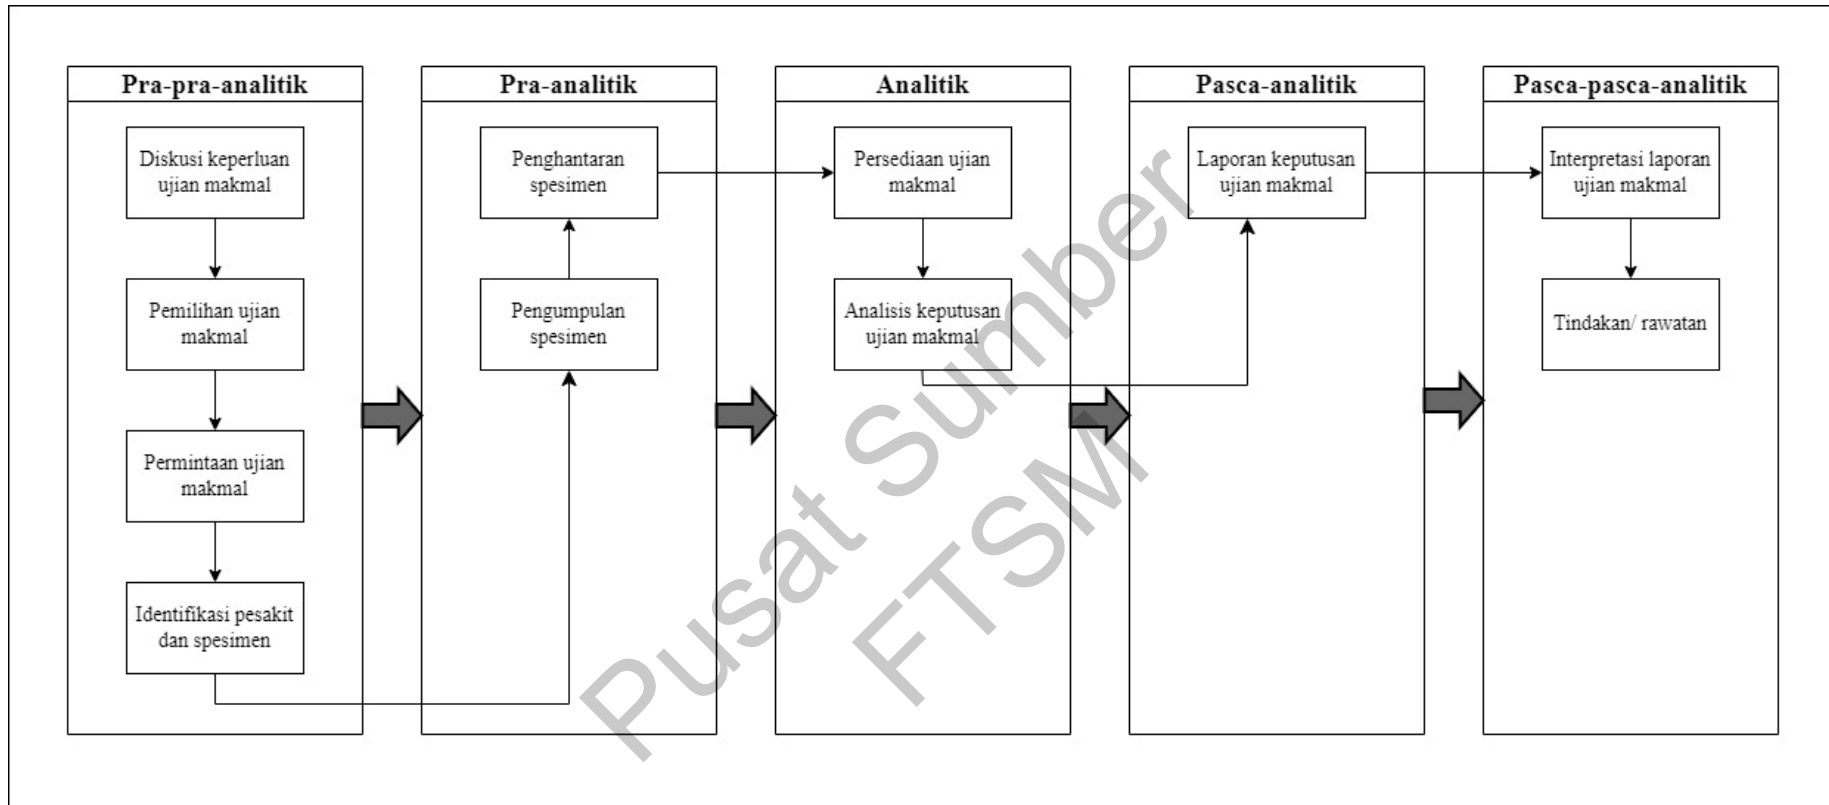 Pra-pra-analitik
Diskusi keperluan
ujian makmal
Pemilihan ujian
makmal
Permintaan ujian
makmal
Identifikasi pesakit
dan spesimen
Pra-analitik
Penghantaran
spesimen
Pengumpulan
spesimen
Analitik
Persediaan ujian
makmal
Analisis keputusan
ujian makmal
Pasca-analitik
Laporan keputusan
ujian makmal
Pasca-pasca-analitik
Interpretasi laporan
ujian makmal
Tindakan/ rawatan
Pusat Sumber
FTSM